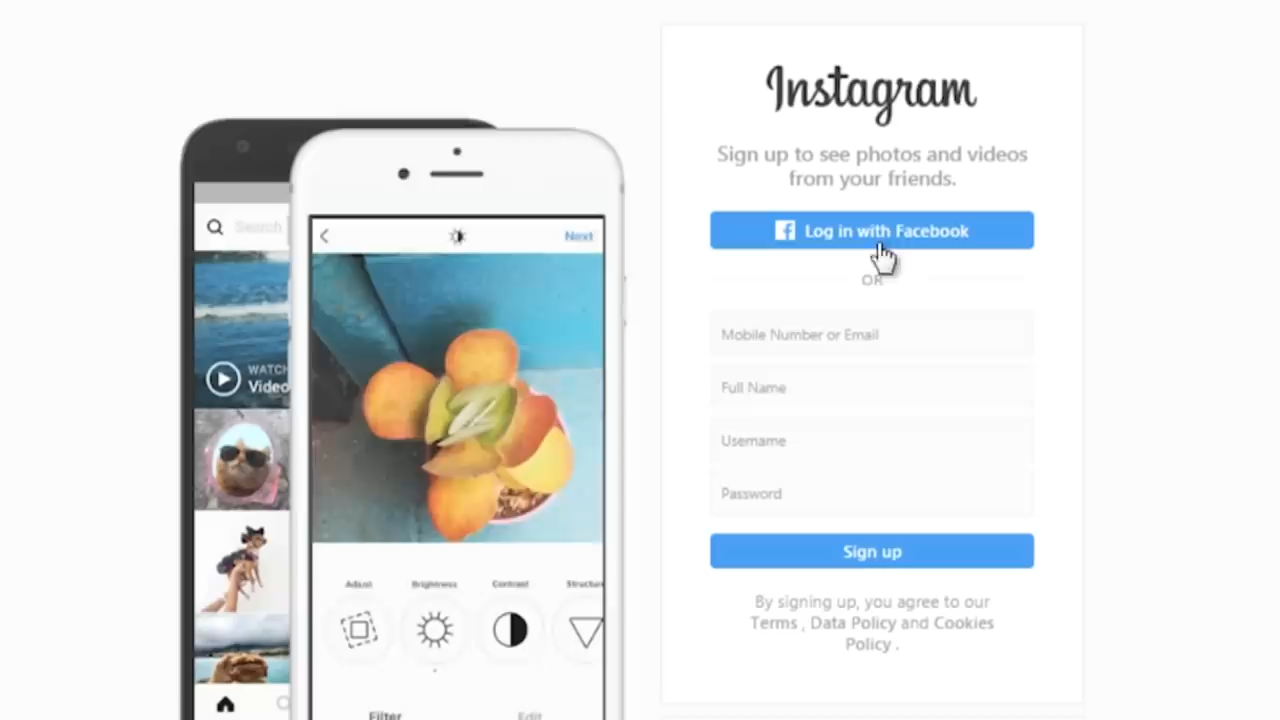 Search
WATCH
Video
Next
Adjust
Brightness
Contrast
Structure
Filter
Edit
Instagram
Sign up to see photos and videos
from your friends.
Log in with Facebook
OR
Mobile Number or Email
Full Name
Username
Password
Sign up
By signing up, you agree to our
Terms , Data Policy and Cookies
Policy .